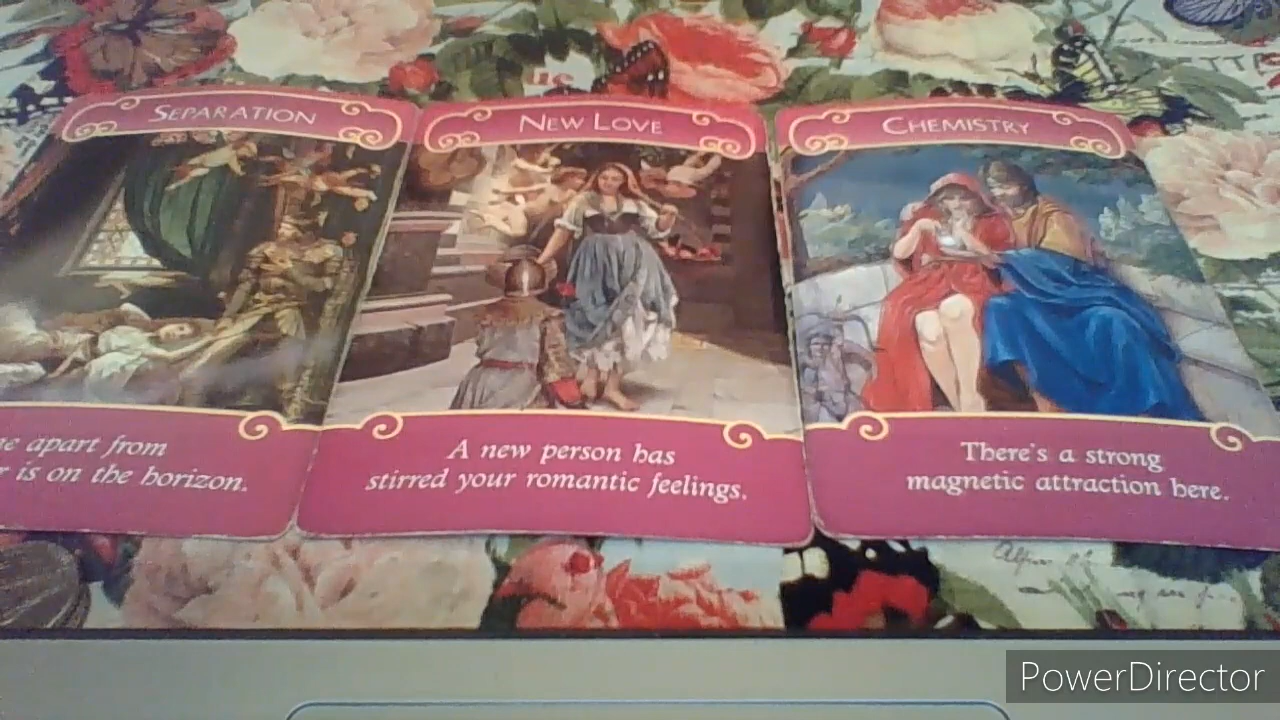 SEPARATION
NEW LOVE
CHEMISTRY
apart from
is on the horizon.
A new person has
stirred your romantic feelings.
There's a strong
magnetic attraction here.
PowerDirector